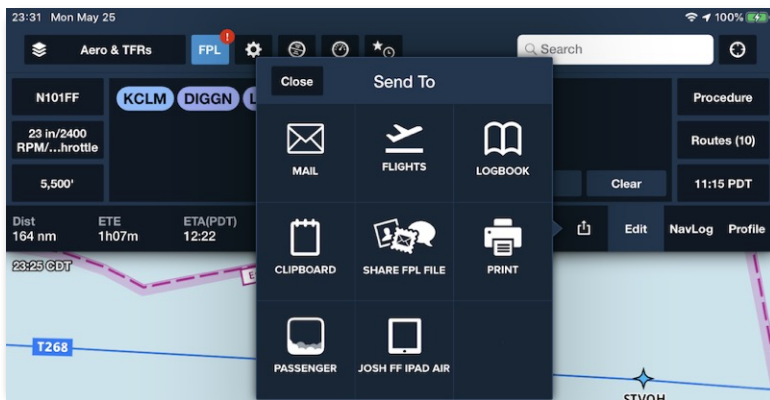 23:31 Mon May 25
100%
Aero & TFRs
FPL
!
Search
N101FF
KCLM DIGGN
Close
Send To
Procedure
23 in/2400
RPM/...hrottle
MAIL
FLIGHTS
LOGBOOK
Routes (10)
5,500'
Clear
11:15 PDT
Dist
164 nm
ETE
1h07m
ETA(PDT)
12:22
Edit
NavLog
Profile
CLIPBOARD
SHARE FPL FILE
PRINT
23:25 CDT
T268
PASSENGER
JOSH FF IPAD AIR
STVOH